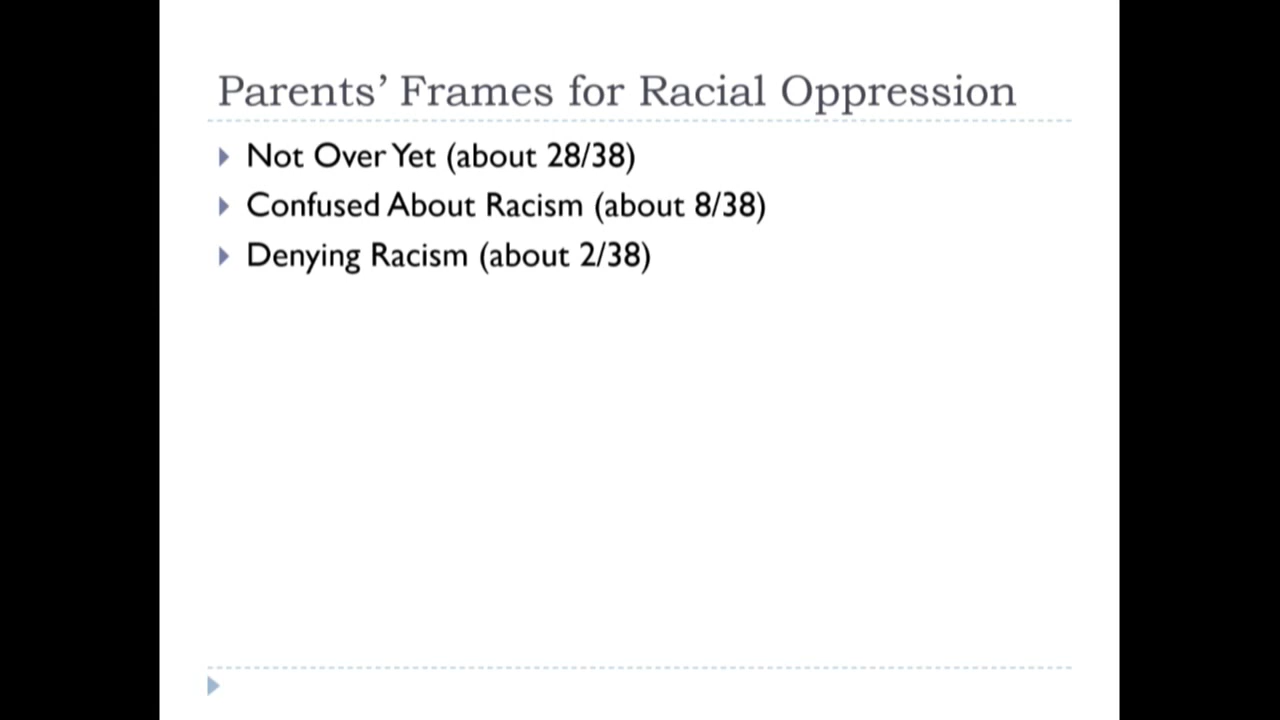 Parents’ Frames for Racial Oppression
Not Over Yet (about 28/38)
Confused About Racism (about 8/38)
Denying Racism (about 2/38)